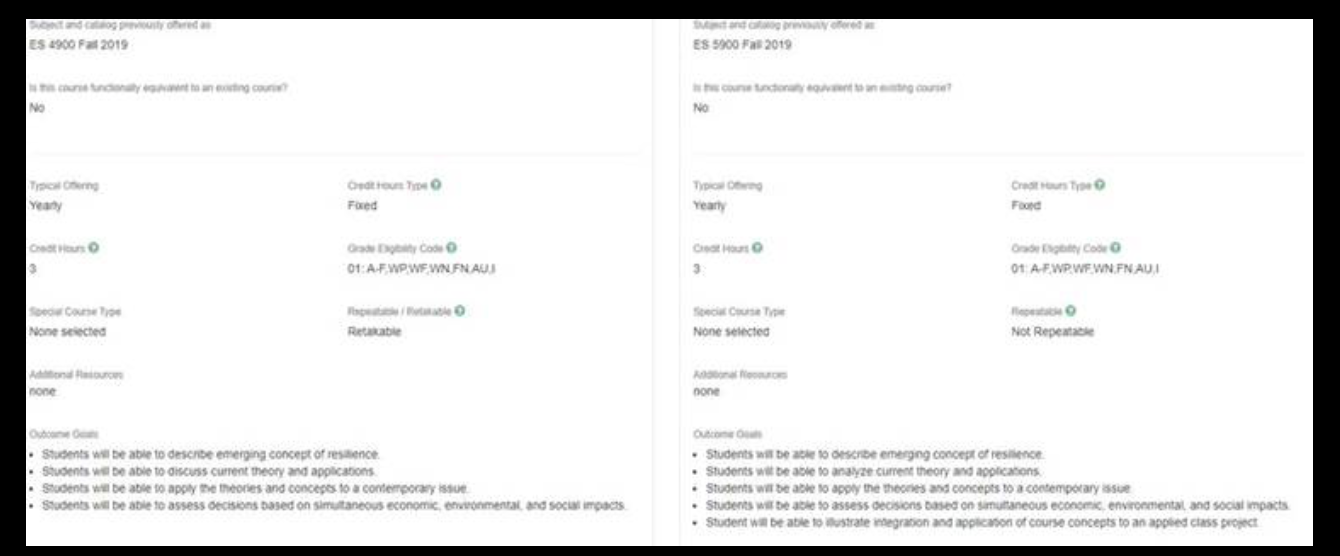 Subject and catalog previously offered as
ES 4900 Fall 2019
Is this course functionally equivalent to an existing course?
No
Typical Offering
Credit Hours Type
Yearly
Fixed
Credit Hours
Grade Eligibility Code
3
01: A-F,WP,WF,WN,FN,AU,I
Special Course Type
Repeatable / Retakable
None selected
Retakable
Additional Resources
none
Outcome Goals
• Students will be able to describe emerging concept of resilience.
• Students will be able to discuss current theory and applications.
• Students will be able to apply the theories and concepts to a contemporary issue.
• Students will be able to assess decisions based on simultaneous economic, environmental, and social impacts.
Subject and catalog previously offered as
ES 5900 Fall 2019
Is this course functionally equivalent to an existing course?
No
Typical Offering
Credit Hours Type
Yearly
Fixed
Credit Hours
Grade Eligibility Code
3
01: A-F,WP,WF,WN,FN,AU,I
Special Course Type
Repeatable
None selected
Not Repeatable
Additional Resources
none
Outcome Goals
• Students will be able to describe emerging concept of resilience.
• Students will be able to analyze current theory and applications.
• Students will be able to apply the theories and concepts to a contemporary issue
• Students will be able to assess decisions based on simultaneous economic, environmental, and social impacts.
• Student will be able to illustrate integration and application of course concepts to an applied class project.